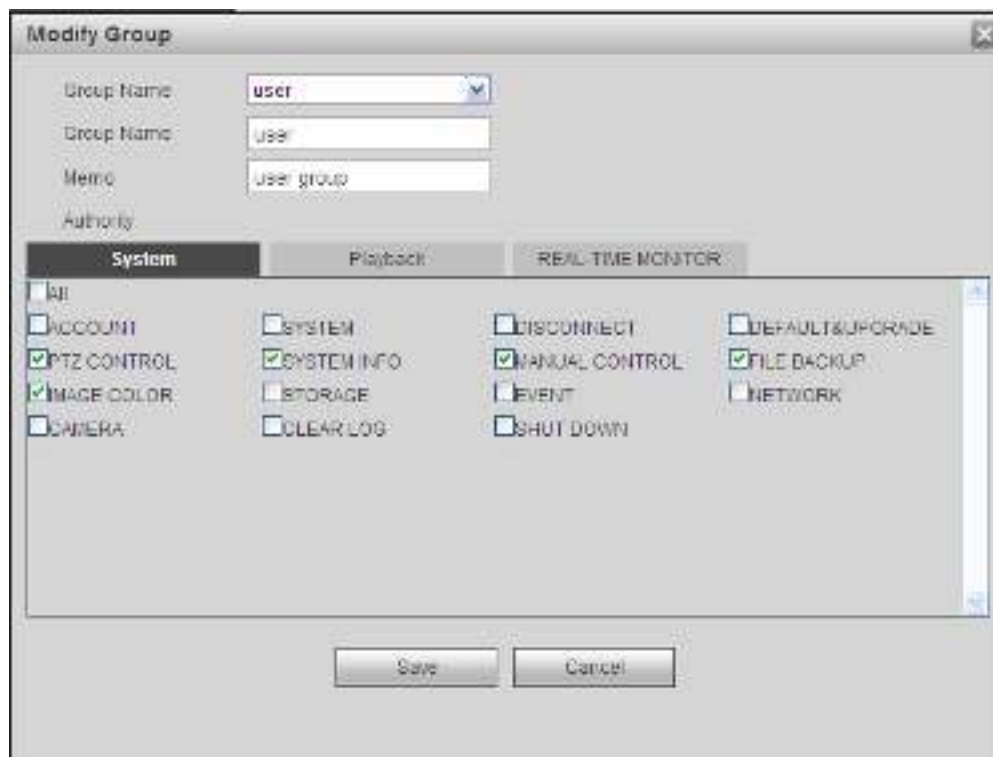 Modify Group
Group Name user
Group Name user
Memo user group
Authority
System Playback REAL-TIME MONITOR
All
ACCOUNT SYSTEM DISCONNECT DEFAULT&UPGRADE
PTZ CONTROL SYSTEM INFO MANUAL CONTROL FILE BACKUP
IMAGE COLOR STORAGE EVENT NETWORK
CAMERA CLEAR LOG SHUT DOWN
Save Cancel